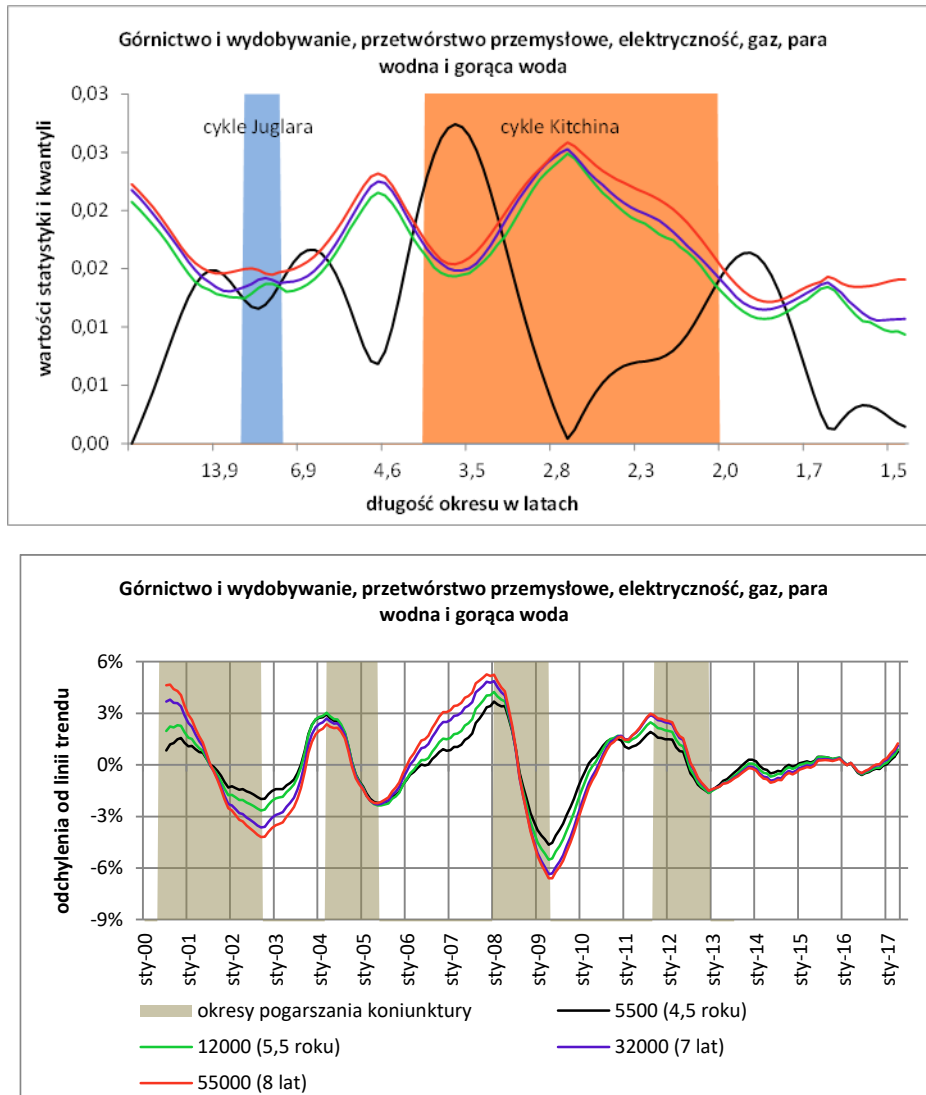 Górnictwo i wydobywanie, przetwórstwo przemysłowe, elektryczność, gaz, para
wodna i gorąca woda
0,03
0,03
0,02
0,02
0,01
0,01
0,00
wartości statystyki i kwantyli
cykle Juglara
cykle Kitchina
13,9 6,9 4,6 3,5 2,8 2,3 2,0 1,7 1,5
długość okresu w latach
Górnictwo i wydobywanie, przetwórstwo przemysłowe, elektryczność, gaz, para
wodna i gorąca woda
6%
3%
0%
-3%
-6%
-9%
odchylenia od linii trendu
sty-00
sty-01
sty-02
sty-03
sty-04
sty-05
sty-06
sty-07
sty-08
sty-09
sty-10
sty-11
sty-12
sty-13
sty-14
sty-15
sty-16
sty-17
okresy pogarszania koniunktury
5500 (4,5 roku)
12000 (5,5 roku)
32000 (7 lat)
55000 (8 lat)